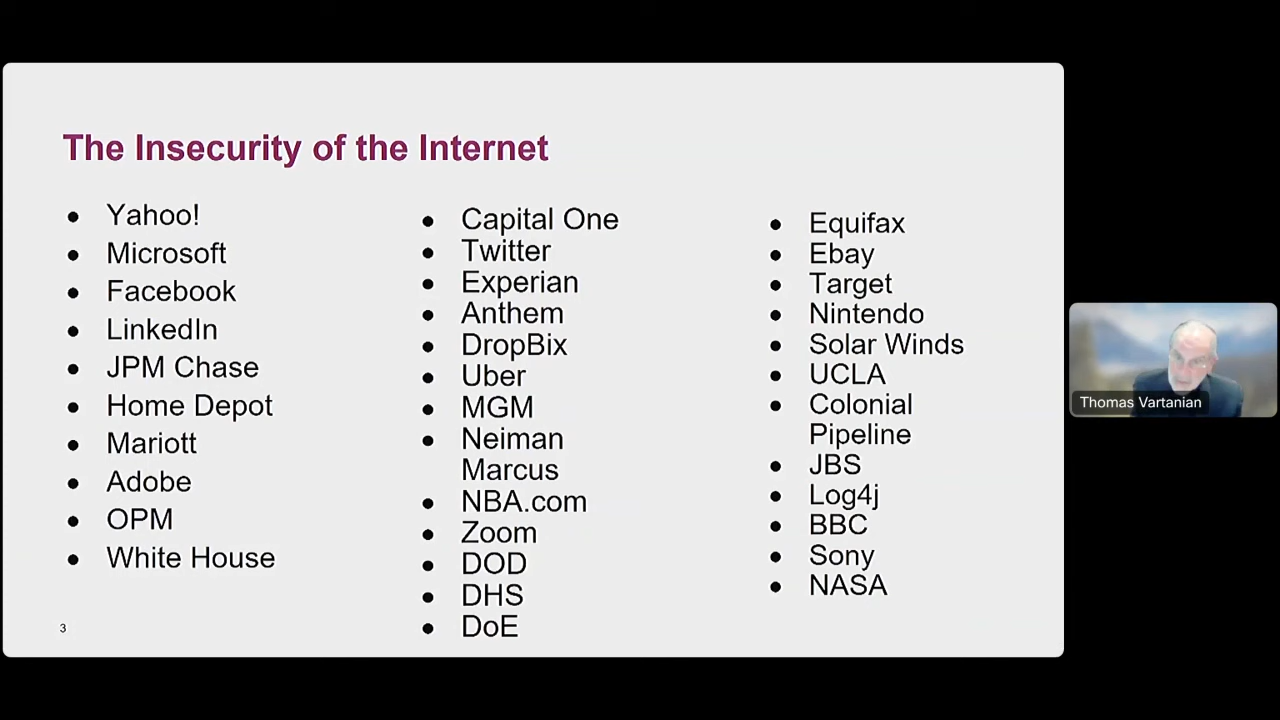 The Insecurity of the Internet
• Yahoo!
• Microsoft
• Facebook
• LinkedIn
• JPM Chase
• Home Depot
• Mariott
• Adobe
• OPM
• White House
• Capital One
• Twitter
• Experian
• Anthem
• DropBix
• Uber
• MGM
• Neiman
Marcus
• NBA.com
• Zoom
• DOD
• DHS
• DoE
• Equifax
• Ebay
• Target
• Nintendo
• Solar Winds
• UCLA
• Colonial
Pipeline
• JBS
• Log4j
• BBC
• Sony
• NASA
3
Thomas Vartanian